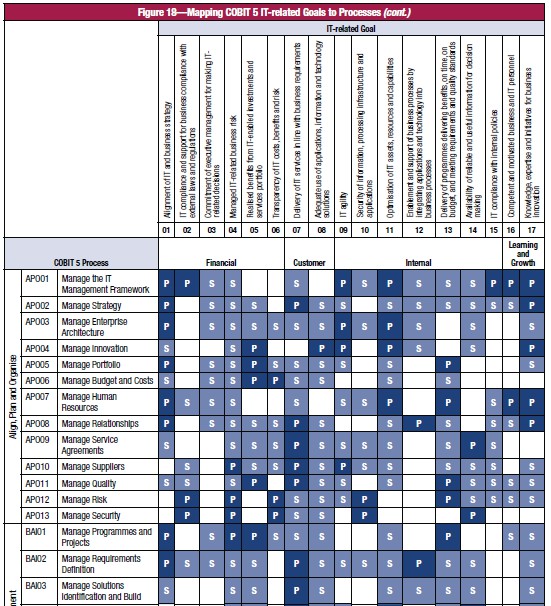 Figure 18—Mapping COBIT 5 IT-related Goals to Processes (cont.)
IT-related Goal
Alignment of IT and business strategy
IT compliance and support for business compliance with external laws and regulations
Commitment of executive management for making IT-related decisions
Managed IT-related business risk
Realised benefits from IT-enabled investments and services portfolio
Transparency of IT costs, benefits and risk
Delivery of IT services in line with business requirements
Adequate use of applications, information and technology solutions
IT agility
Security of information, processing infrastructure and applications
Optimisation of IT assets, resources and capabilities
Enablement and support of business processes by integrating applications and technology into business processes
Delivery of programmes delivering benefits, on time, on budget, and meeting requirements and quality standards
Availability of reliable and useful information for decision making
IT compliance with internal policies
Competent and motivated business and IT personnel
Knowledge, expertise and initiatives for business innovation
01 02 03 04 05 06 07 08 09 10 11 12 13 14 15 16 17
COBIT 5 Process Financial Customer Internal Learning and Growth
Align, Plan and Organise
APO01 Manage the IT Management Framework P P S S S P S P S S S P P P
APO02 Manage Strategy P S S S P S S S S S S S S P
APO03 Manage Enterprise Architecture P S S S S S S P S P S S S
APO04 Manage Innovation S S P P P P S S P
APO05 Manage Portfolio P S S P S S S S S P S
APO06 Manage Budget and Costs S S S P P S S S S
APO07 Manage Human Resources P S S S S S S P P S P P
APO08 Manage Relationships P S S S S P S S P S S S P
APO09 Manage Service Agreements S S S S P S S S S S P S
APO10 Manage Suppliers S P S S P S P S S S S S S
APO11 Manage Quality S S S P P S S S P S S S S
APO12 Manage Risk P P P S S S P P S S S S
APO13 Manage Security P P P S S P P
BAI01 Manage Programmes and Projects P S P P S S S S P S S
BAI02 Manage Requirements Definition P S S S S P S S S S P S S S
BAI03 Manage Solutions Identification and Build S S S P S S S S S S
ment